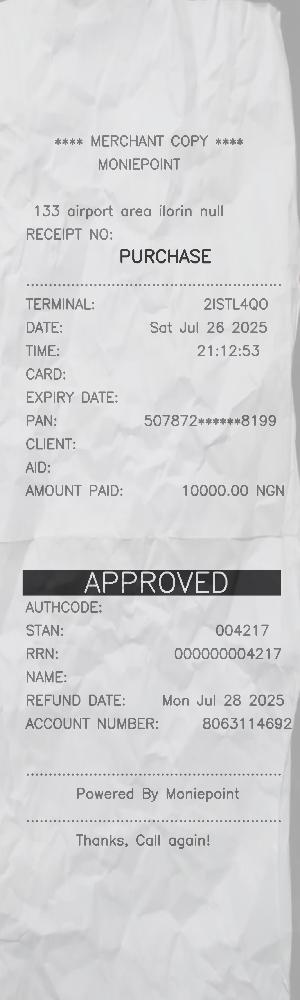 **** MERCHANT COPY ****
MONIEPOINT
133 airport area ilorin null
RECEIPT NO:
PURCHASE
TERMINAL: 2ISTL4QO
DATE: Sat Jul 26 2025
TIME: 21:12:53
CARD:
EXPIRY DATE:
PAN: 507872******8199
CLIENT:
AID:
AMOUNT PAID: 10000.00 NGN
APPROVED
AUTHCODE:
STAN: 004217
RRN: 000000004217
NAME:
REFUND DATE: Mon Jul 28 2025
ACCOUNT NUMBER: 8063114692
Powered By Moniepoint
Thanks, Call again!